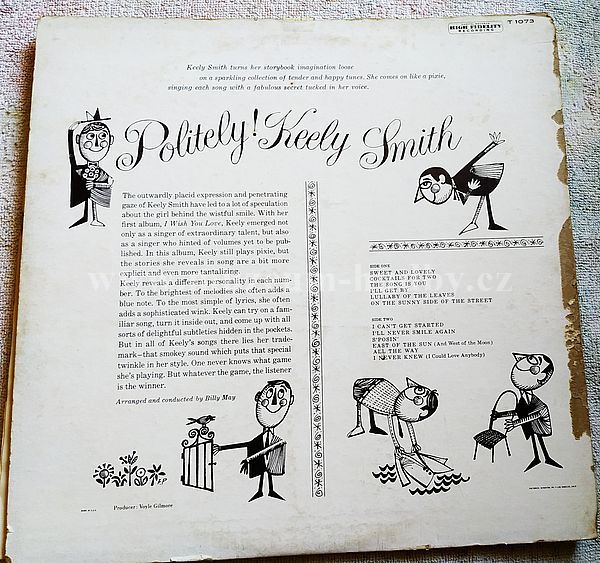 HIGH FIDELITY
RECORDING
T 1073
Keely Smith turns her storybook imagination loose
on a sparkling collection of tender and happy tunes. She comes on like a pixie,
singing each song with a fabulous secret tucked in her voice.
Politely! Keely Smith
The outwardly placid expression and penetrating
gaze of Keely Smith have led to a lot of speculation
about the girl behind the wistful smile. With her
first album, I Wish You Love, Keely emerged not
only as a singer of extraordinary talent, but also
as a singer who hinted of volumes yet to be pub-
lished. In this album, Keely still plays pixie, but
the stories she reveals in song are a bit more
explicit and even more tantalizing.
Keely reveals a different personality in each num-
ber. To the brightest of melodies she often adds a
blue note. To the most simple of lyrics, she often
adds a sophisticated wink. Keely can try on a fam-
iliar song, turn it inside out, and come up with all
sorts of delightful subtleties hidden in the pockets.
But in all of Keely's songs there lies her trade-
mark—that smokey sound which puts that special
twinkle in her style. One never knows what game
she's playing. But whatever the game, the listener
is the winner.
Arranged and conducted by Billy May
SIDE ONE
SWEET AND LOVELY
COCKTAILS FOR TWO
THE SONG IS YOU
I'LL GET BY
LULLABY OF THE LEAVES
ON THE SUNNY SIDE OF THE STREET
SIDE TWO
I CAN'T GET STARTED
I'LL NEVER SMILE AGAIN
S'POSIN'
EAST OF THE SUN (And West of the Moon)
ALL THE WAY
I NEVER KNEW (I Could Love Anybody)
Producer: Voyle Gilmore